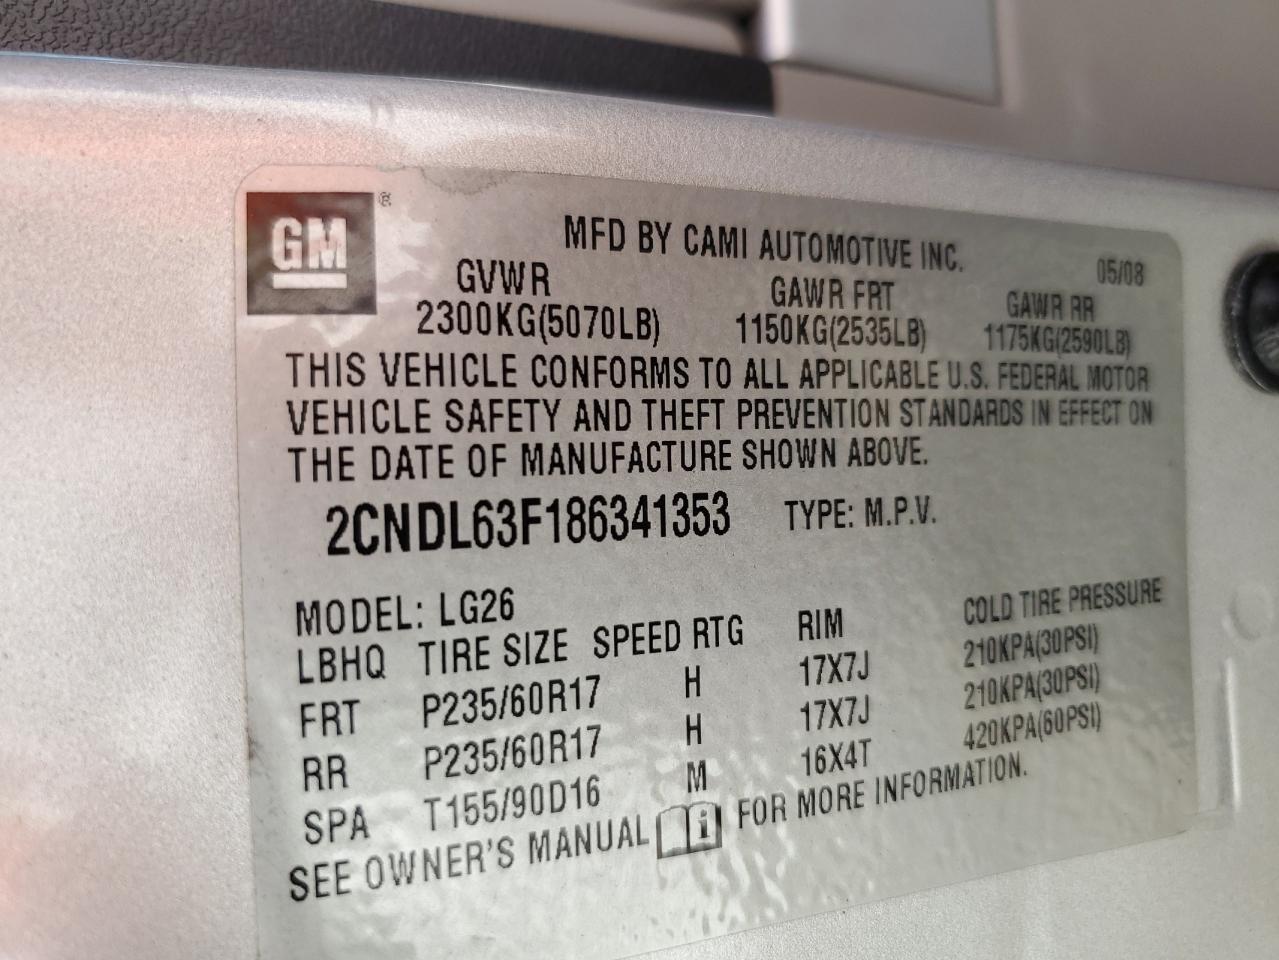 GM ®
MFD BY CAMI AUTOMOTIVE INC.
05/08
GVWR GAWR FRT GAWR RR
2300KG(5070LB) 1150KG(2535LB) 1175KG(2590LB)
THIS VEHICLE CONFORMS TO ALL APPLICABLE U.S. FEDERAL MOTOR
VEHICLE SAFETY AND THEFT PREVENTION STANDARDS IN EFFECT ON
THE DATE OF MANUFACTURE SHOWN ABOVE.
2CNDL63F186341353 TYPE: M.P.V.
MODEL: LG26
LBHQ TIRE SIZE SPEED RTG RIM COLD TIRE PRESSURE
FRT P235/60R17 H 17X7J 210KPA(30PSI)
RR P235/60R17 H 17X7J 210KPA(30PSI)
SPA T155/90D16 M 16X4T 420KPA(60PSI)
SEE OWNER'S MANUAL i FOR MORE INFORMATION.